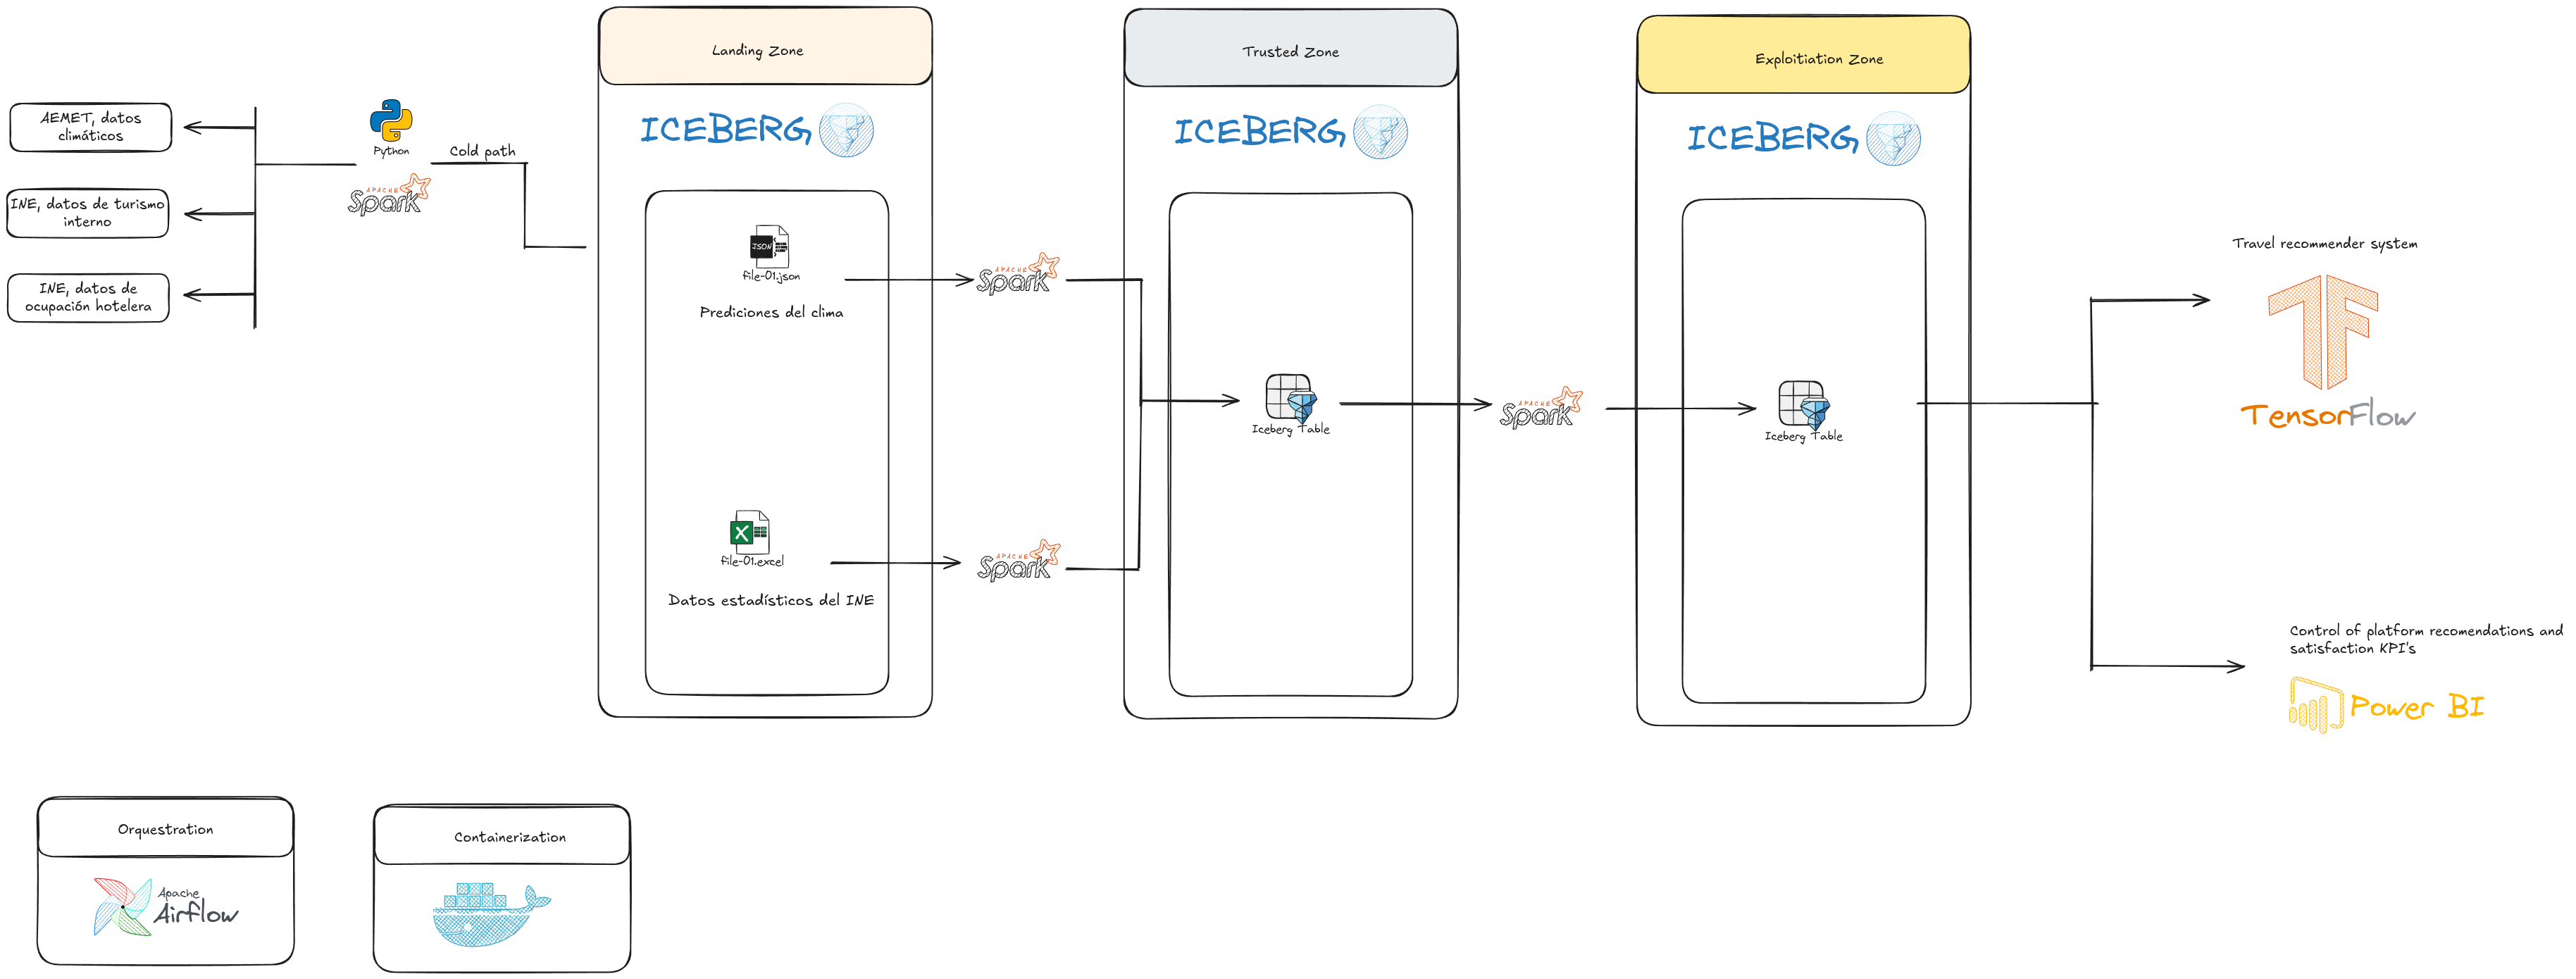 Landing Zone
Trusted Zone
Exploitiation Zone
AEMET, datos
climáticos
INE, datos de turismo
interno
INE, datos de
ocupación hotelera
Python
APACHE
Spark
Cold path
ICEBERG
JSON
file-01.json
Prediciones del clima
X
file-01.excel
Datos estadísticos del INE
APACHE
Spark
APACHE
Spark
ICEBERG
Iceberg Table
APACHE
Spark
ICEBERG
Iceberg Table
Travel recommender system
TensorFlow
Control of platform recomendations and
satisfaction KPI's
Power BI
Orquestration
Apache
Airflow
Containerization